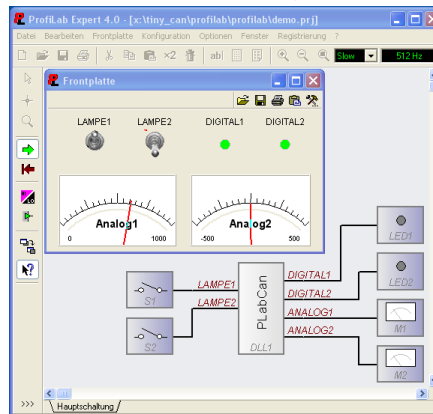 ProfiLab Expert 4.0 - [x:\tiny_can\profilab\profilab\demo.prj]
Datei Bearbeiten Frontplatte Konfiguration Optionen Fenster Registrierung ?
×2 ab| Slow 512 Hz
Frontplatte
LAMPE1 LAMPE2 DIGITAL1 DIGITAL2
Analog1 Analog2
0 1000 -500 500
LED1
DIGITAL1
LAMPE1
S1
LAMPE2
DIGITAL2
LED2
PLabCan
ANALOG1
M1
ANALOG2
S2
DLL1
M2
>>> Hauptschaltung